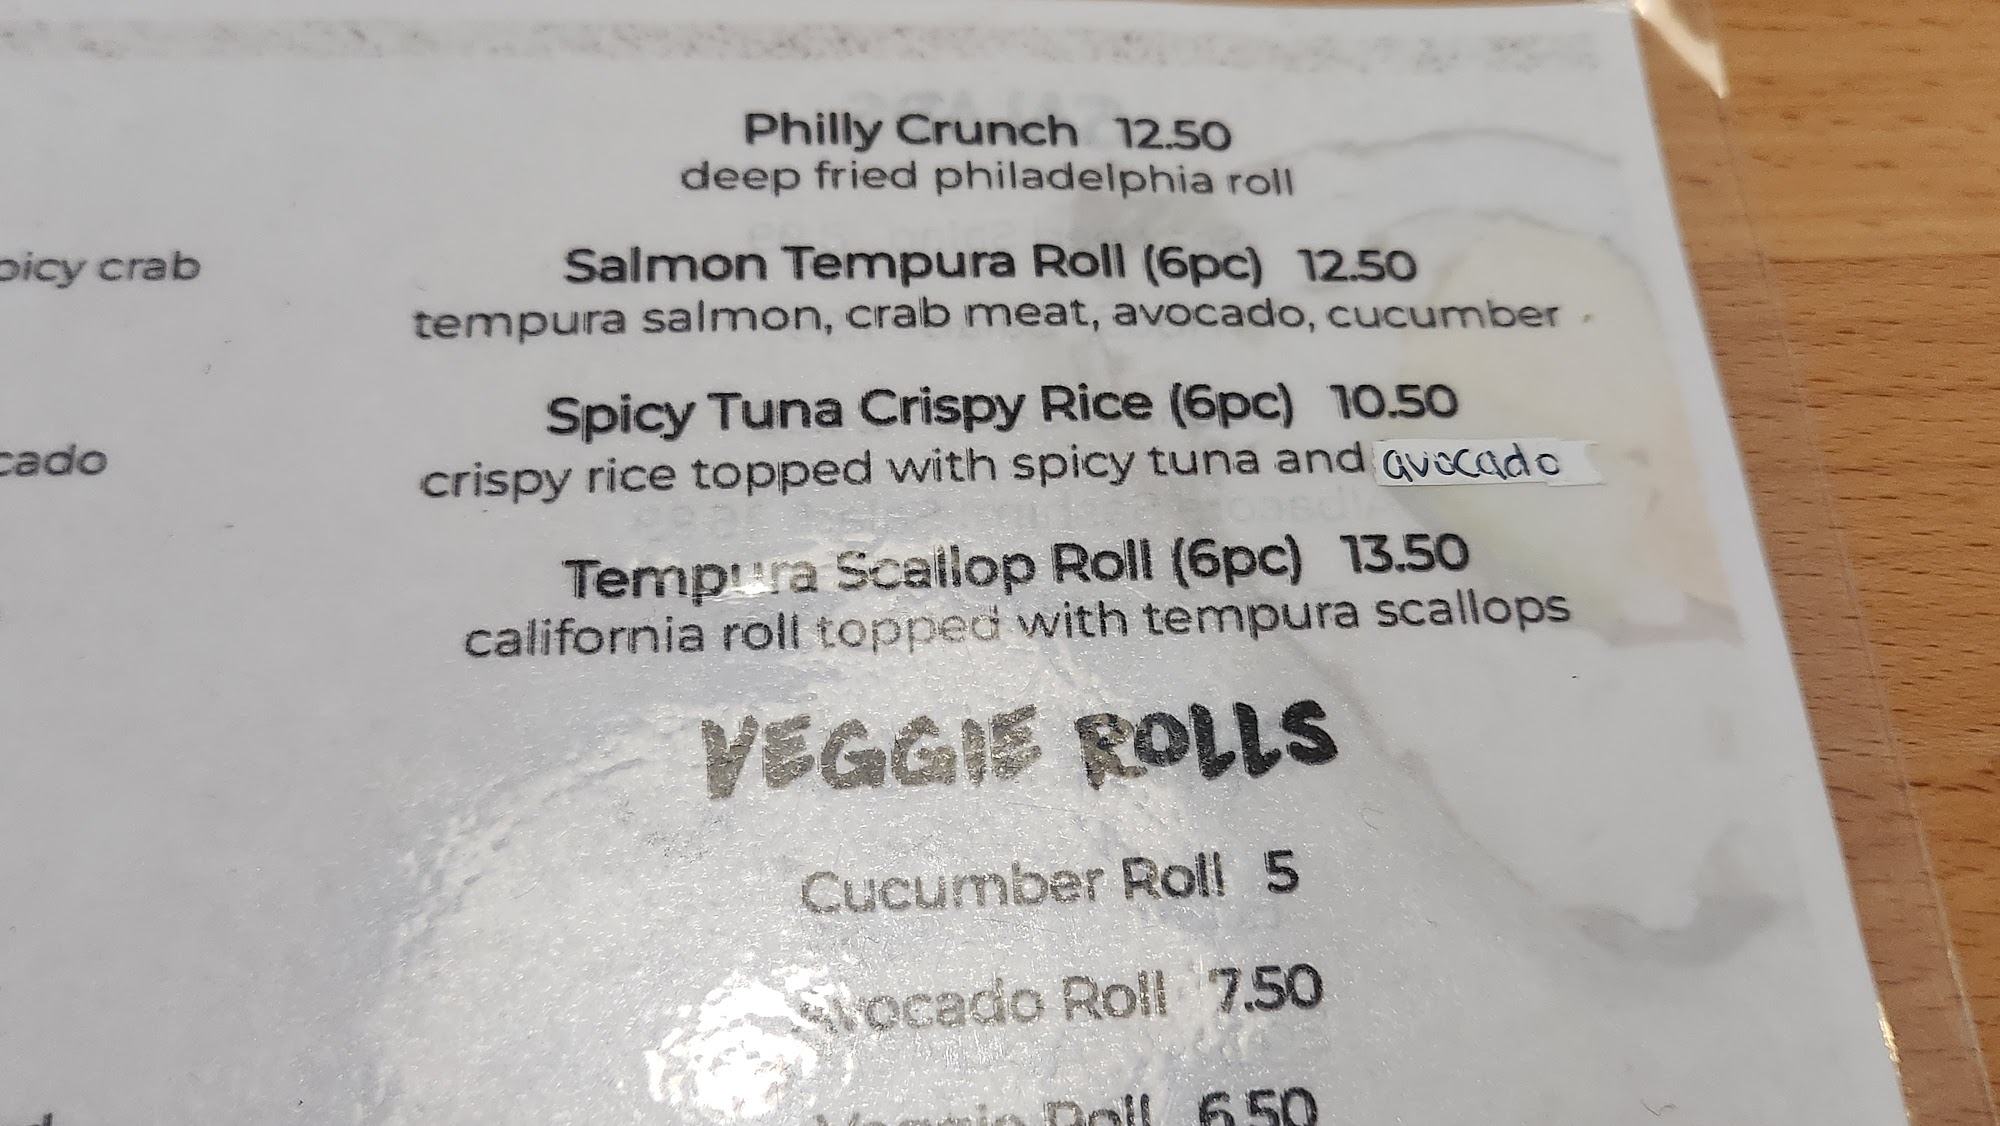 Philly Crunch 12.50
deep fried philadelphia roll
Salmon Tempura Roll (6pc) 12.50
tempura salmon, crab meat, avocado, cucumber
Spicy Tuna Crispy Rice (6pc) 10.50
crispy rice topped with spicy tuna and avocado
Tempura Scallop Roll (6pc) 13.50
california roll topped with tempura scallops
VEGGIE ROLLS
Cucumber Roll 5
Avocado Roll 7.50
Veggie Roll 6.50
crab